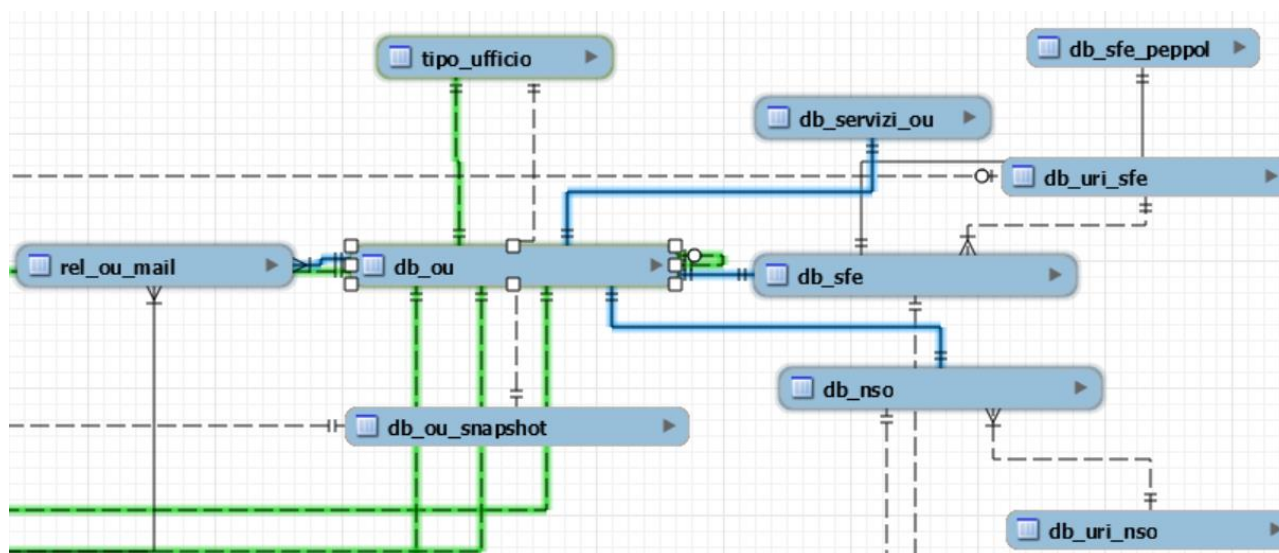 tipo_ufficio
db_sfe_peppol
db_servizi_ou
db_uri_sfe
rel_ou_mail
db_ou
db_sfe
db_nso
db_ou_snapshot
db_uri_nso